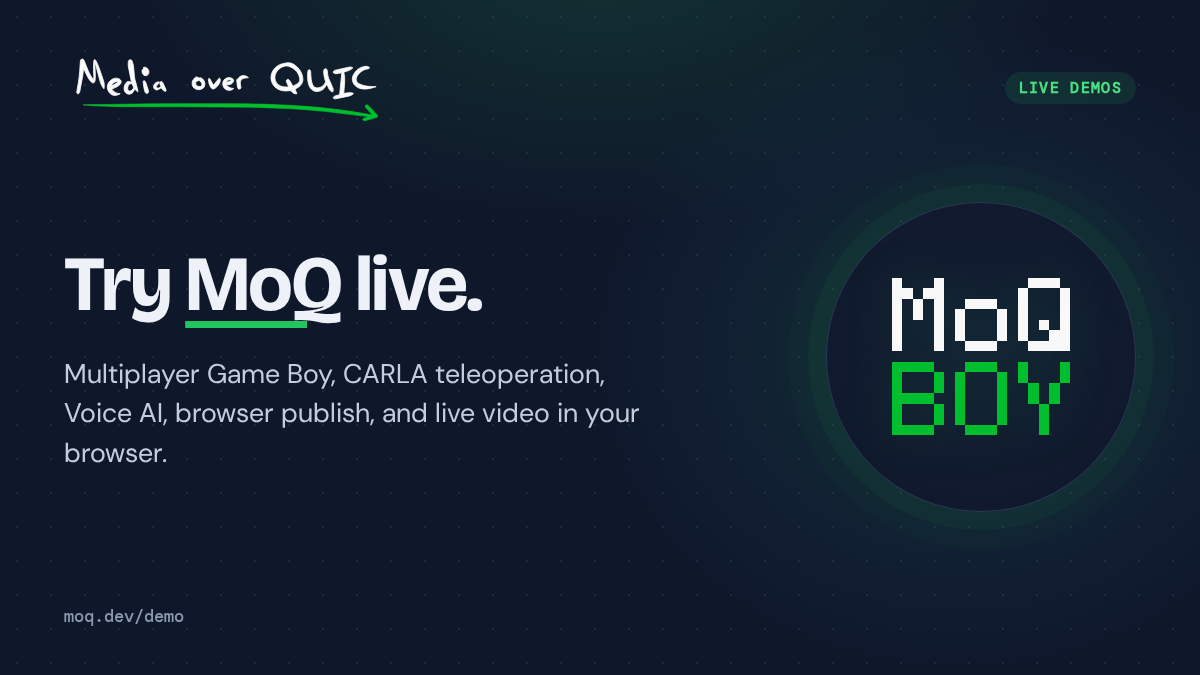 Media over QUIC
LIVE DEMOS
Try MoQ live.
Multiplayer Game Boy, CARLA teleoperation,
Voice AI, browser publish, and live video in your
browser.
MoQ
BOY
moq.dev/demo